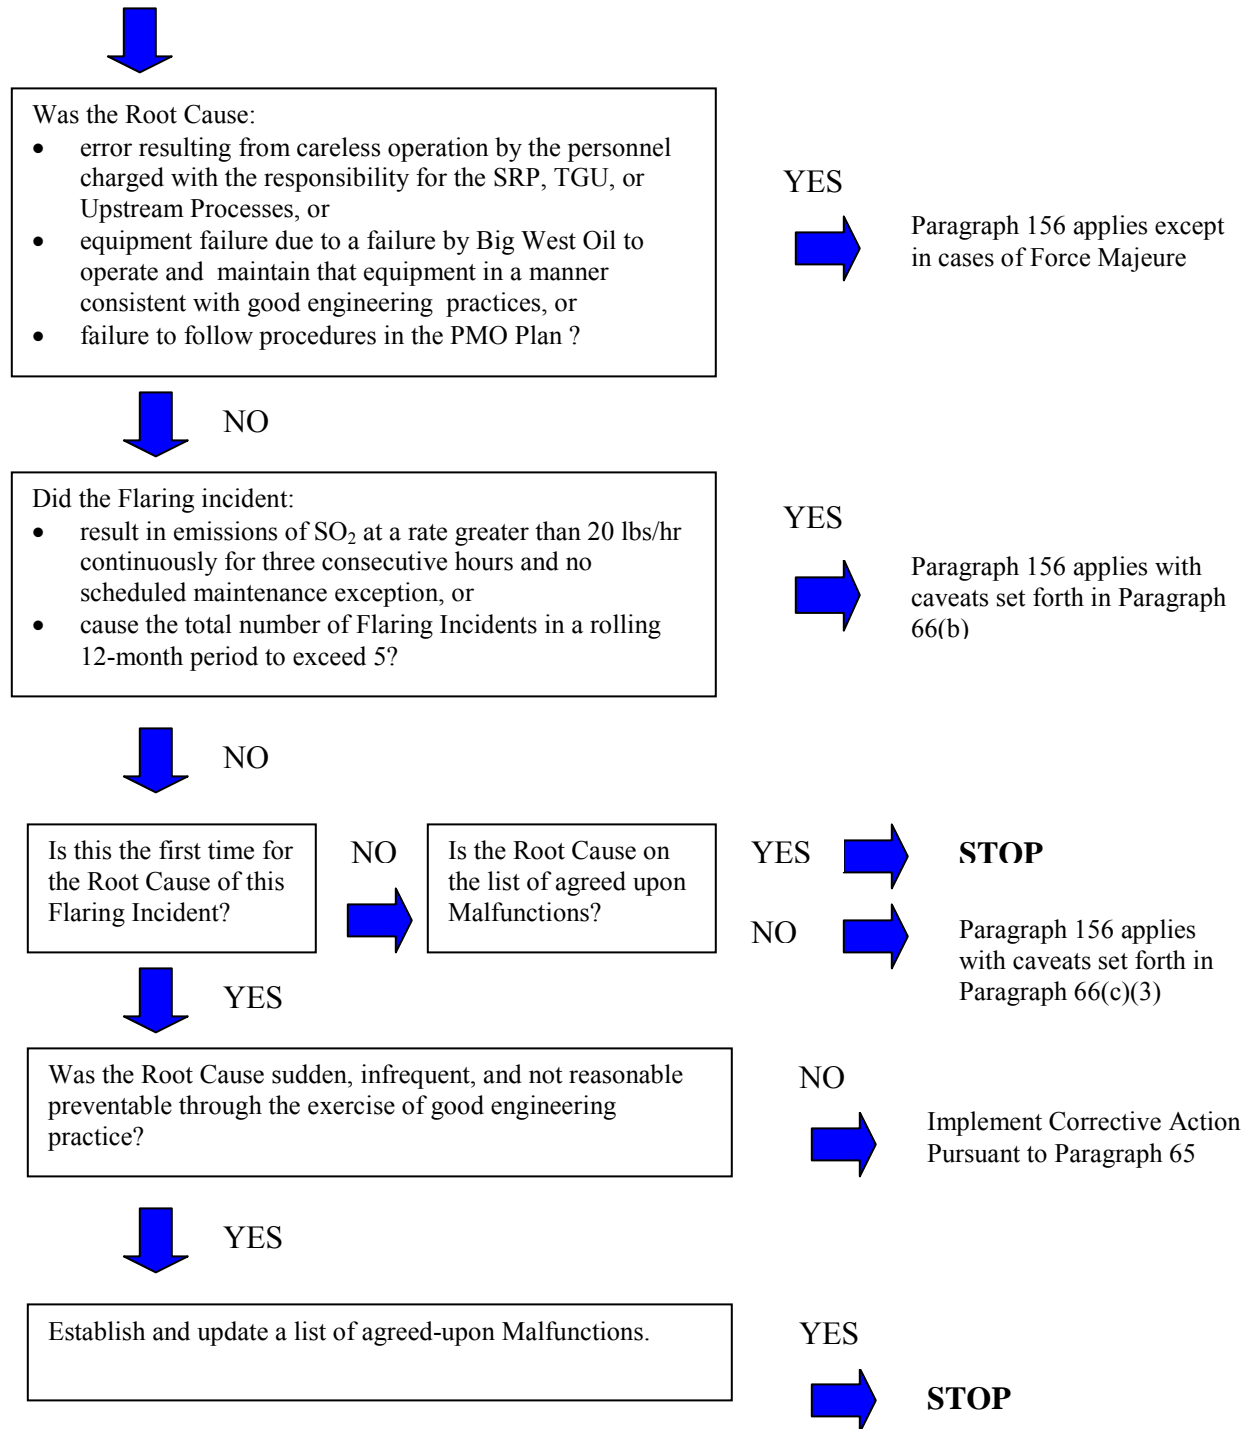 Was the Root Cause:
• error resulting from careless operation by the personnel
charged with the responsibility for the SRP, TGU, or
Upstream Processes, or
• equipment failure due to a failure by Big West Oil to
operate and maintain that equipment in a manner
consistent with good engineering practices, or
• failure to follow procedures in the PMO Plan ?
YES
Paragraph 156 applies except
in cases of Force Majeure
NO
Did the Flaring incident:
• result in emissions of SO₂ at a rate greater than 20 lbs/hr
continuously for three consecutive hours and no
scheduled maintenance exception, or
• cause the total number of Flaring Incidents in a rolling
12-month period to exceed 5?
YES
Paragraph 156 applies with
caveats set forth in Paragraph
66(b)
NO
Is this the first time for
the Root Cause of this
Flaring Incident?
NO
Is the Root Cause on
the list of agreed upon
Malfunctions?
YES
STOP
NO
Paragraph 156 applies
with caveats set forth in
Paragraph 66(c)(3)
YES
Was the Root Cause sudden, infrequent, and not reasonable
preventable through the exercise of good engineering
practice?
NO
Implement Corrective Action
Pursuant to Paragraph 65
YES
Establish and update a list of agreed-upon Malfunctions.
YES
STOP